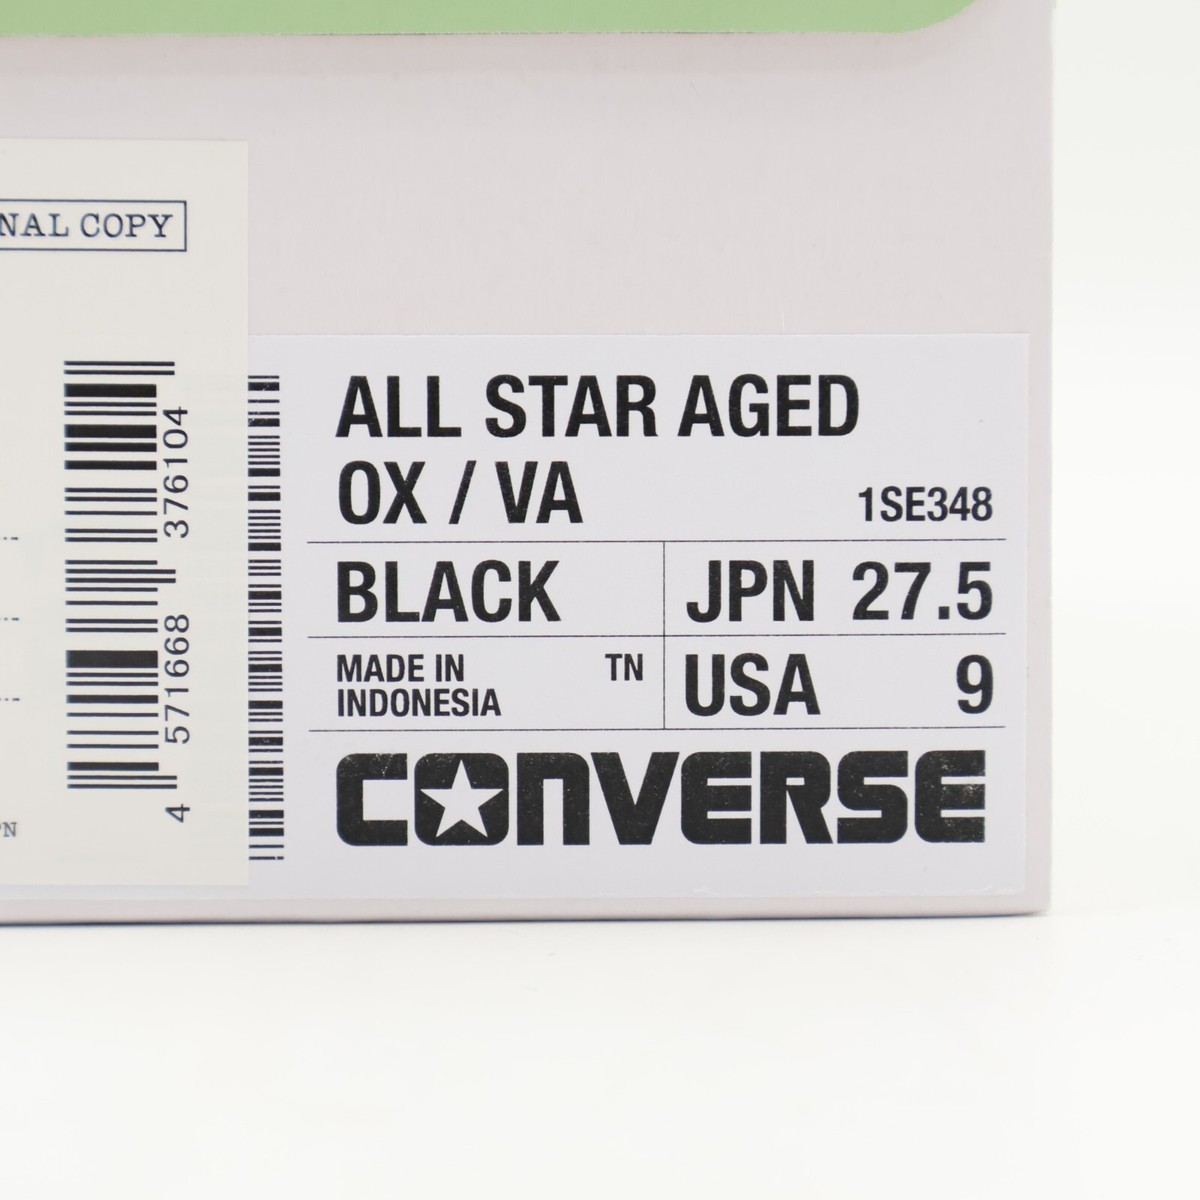 NAL COPY
4 571668 376104
PN
ALL STAR AGED
OX / VA 1SE348
BLACK JPN 27.5
MADE IN TN USA 9
INDONESIA
CONVERSE